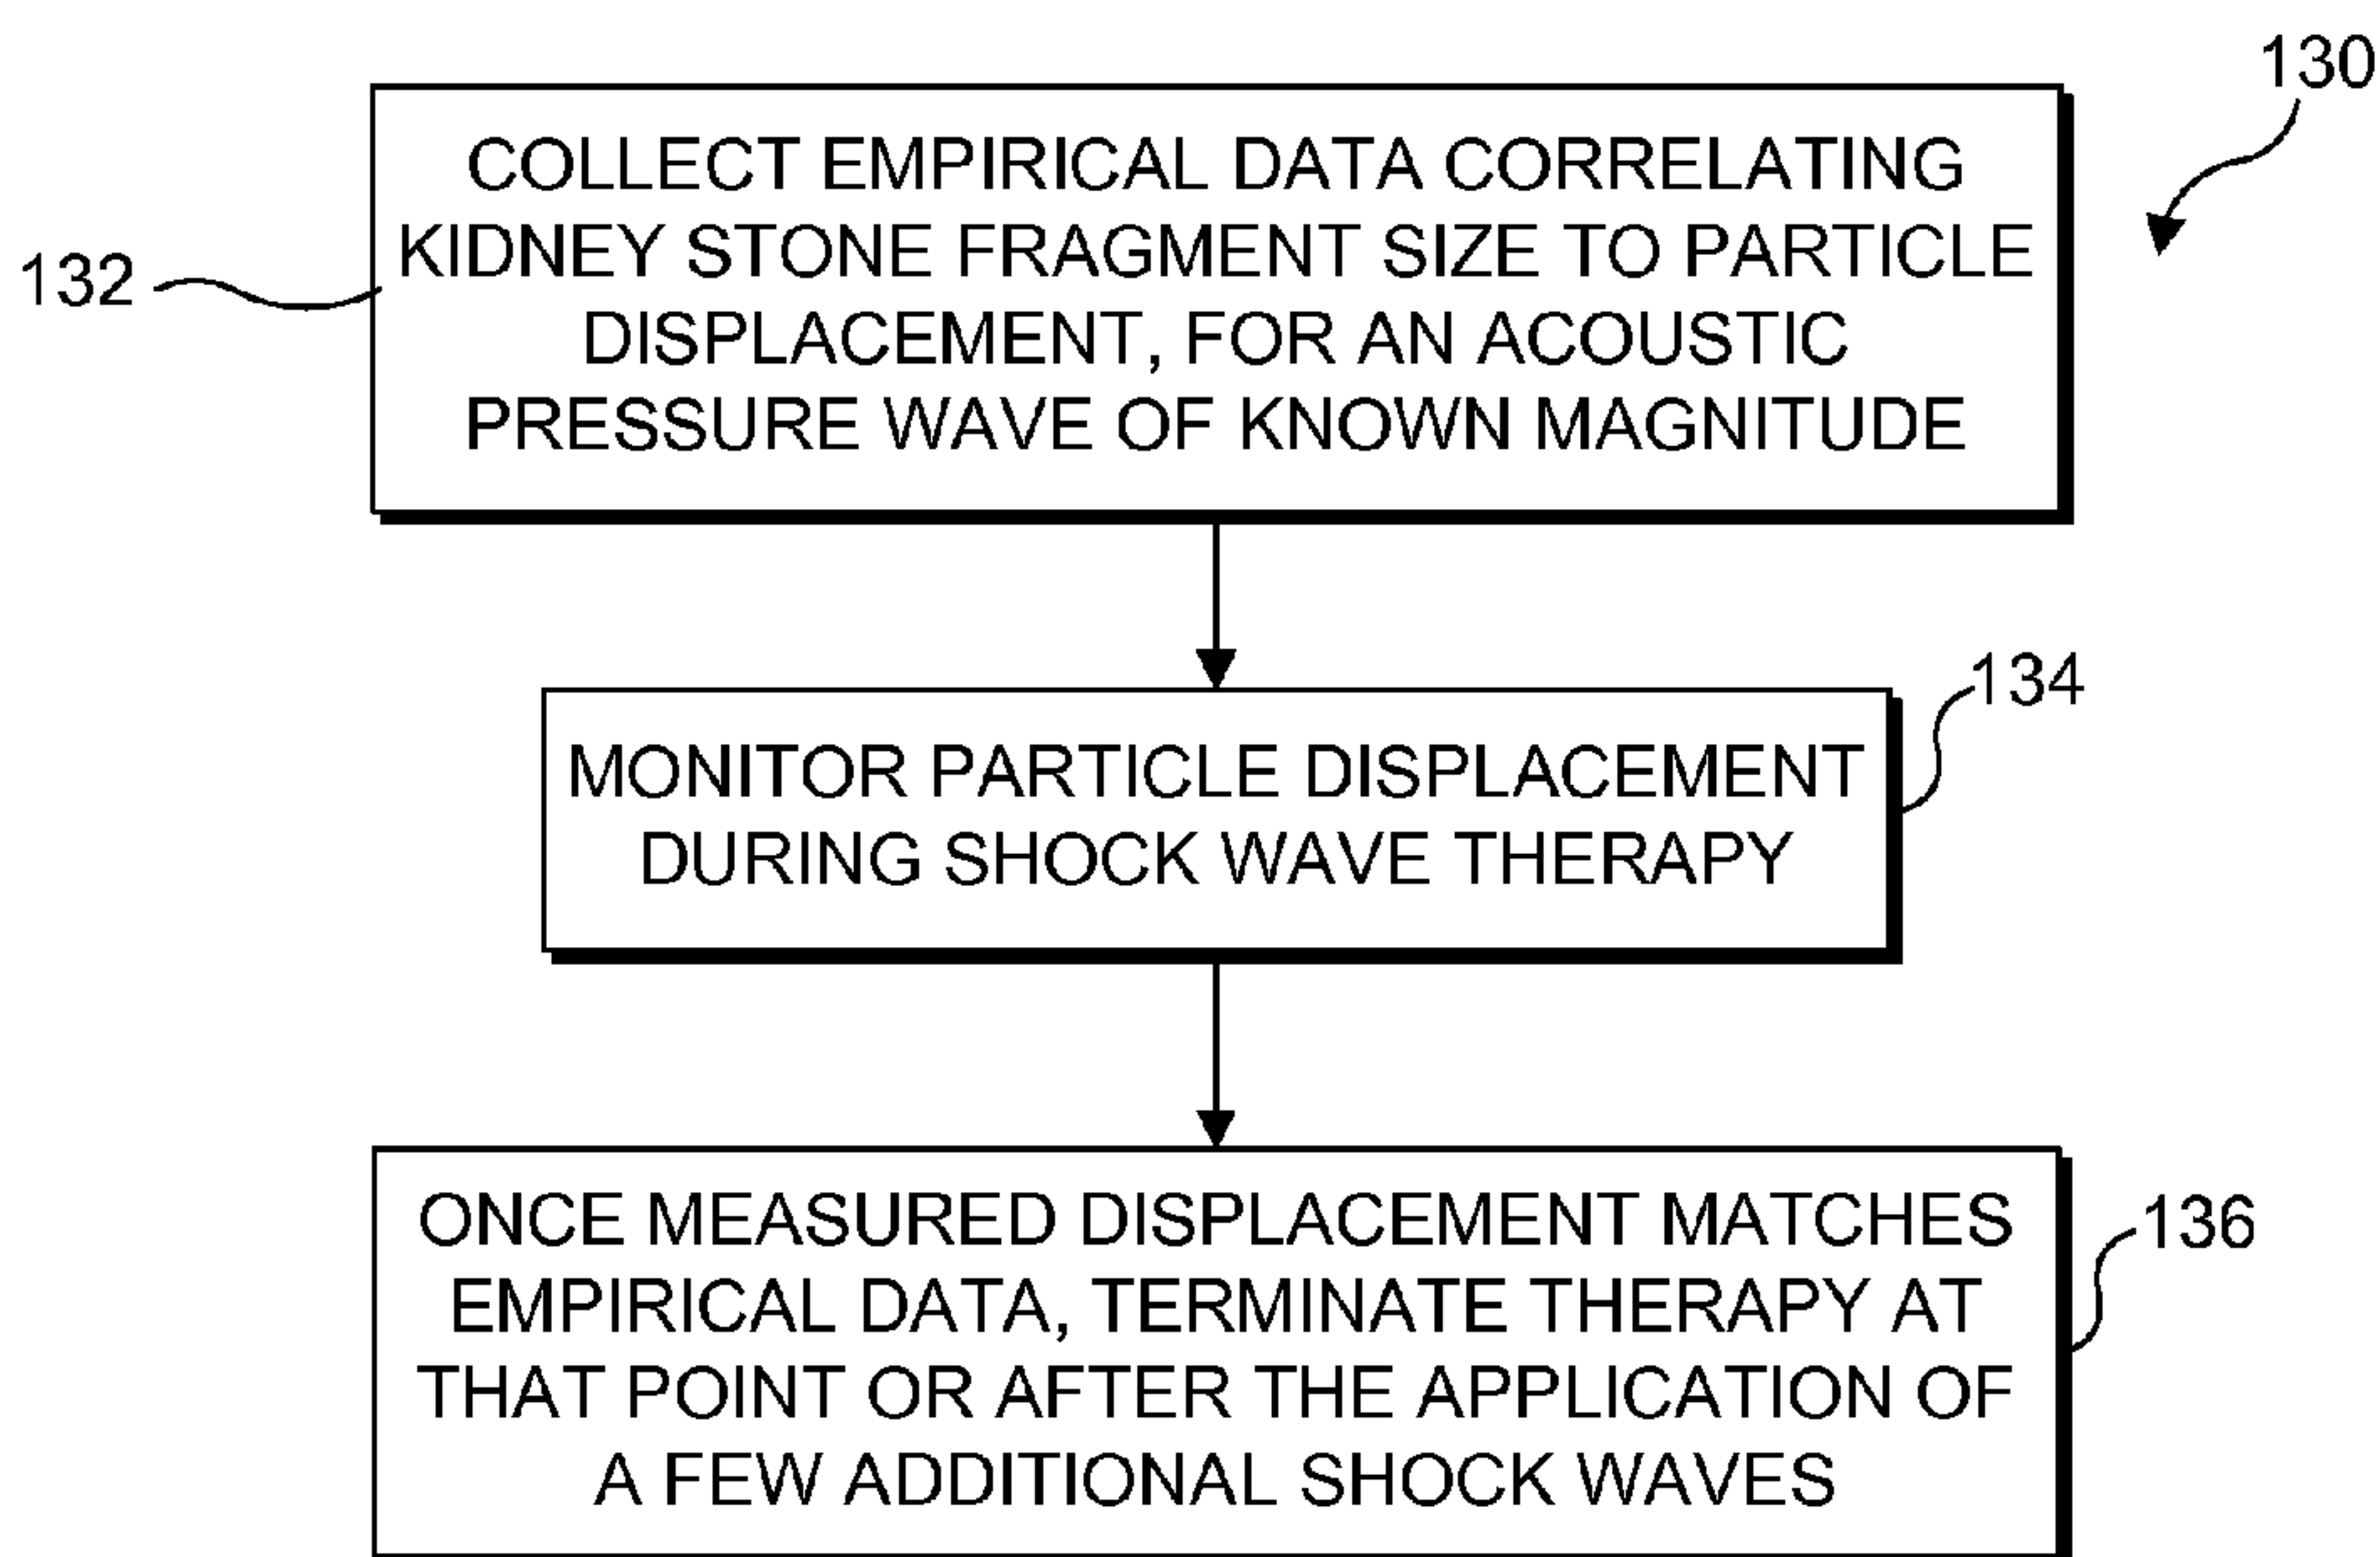 130
COLLECT EMPIRICAL DATA CORRELATING
KIDNEY STONE FRAGMENT SIZE TO PARTICLE
DISPLACEMENT, FOR AN ACOUSTIC
PRESSURE WAVE OF KNOWN MAGNITUDE
132
134
MONITOR PARTICLE DISPLACEMENT
DURING SHOCK WAVE THERAPY
ONCE MEASURED DISPLACEMENT MATCHES
EMPIRICAL DATA, TERMINATE THERAPY AT
THAT POINT OR AFTER THE APPLICATION OF
A FEW ADDITIONAL SHOCK WAVES
136